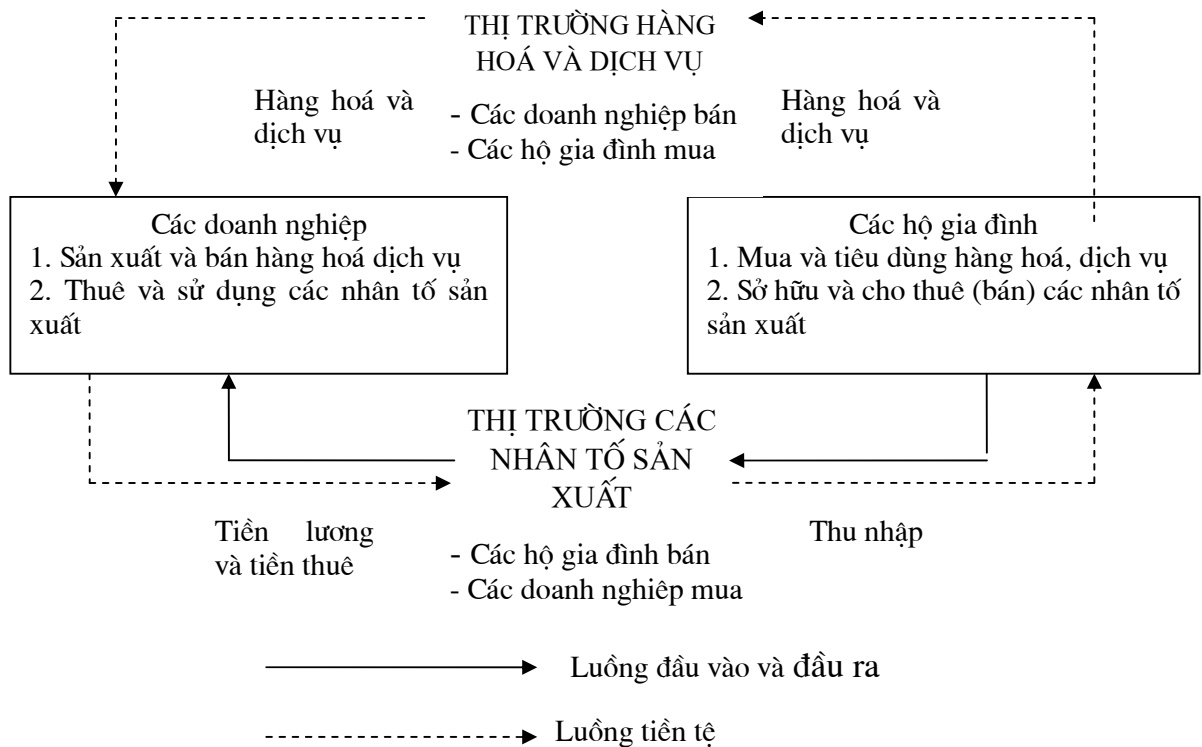 THỊ TRƯỜNG HÀNG
HOÁ VÀ DỊCH VỤ
Hàng hoá và
dịch vụ
- Các doanh nghiệp bán
- Các hộ gia đình mua
Hàng hoá và
dịch vụ
Các doanh nghiệp
1. Sản xuất và bán hàng hoá dịch vụ
2. Thuê và sử dụng các nhân tố sản
xuất
Các hộ gia đình
1. Mua và tiêu dùng hàng hoá, dịch vụ
2. Sở hữu và cho thuê (bán) các nhân tố
sản xuất
THỊ TRƯỜNG CÁC
NHÂN TỐ SẢN
XUẤT
Tiền lương
và tiền thuê
- Các hộ gia đình bán
- Các doanh nghiêp mua
Thu nhập
Luồng đầu vào và đầu ra
Luồng tiền tệ